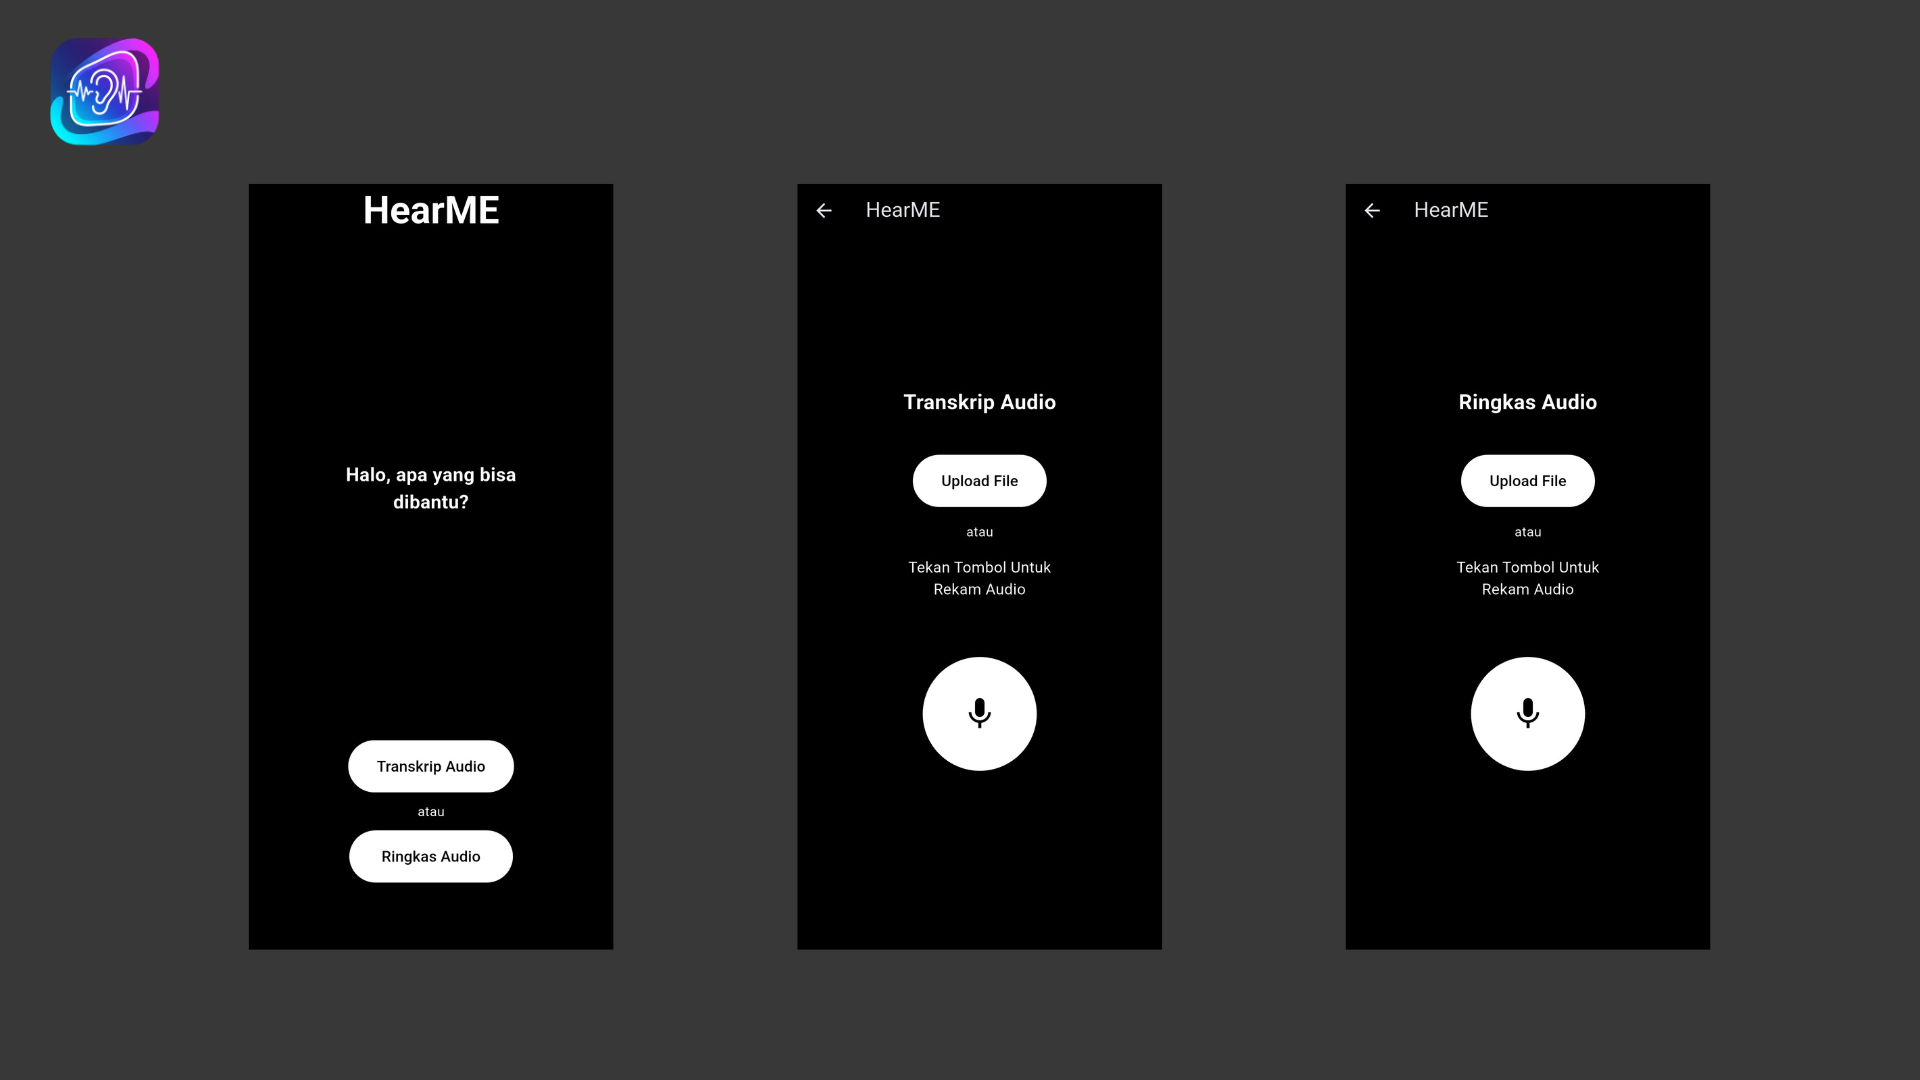 HearME
Halo, apa yang bisa
dibantu?
Transkrip Audio
atau
Ringkas Audio
HearME
Transkrip Audio
Upload File
atau
Tekan Tombol Untuk
Rekam Audio
HearME
Ringkas Audio
Upload File
atau
Tekan Tombol Untuk
Rekam Audio